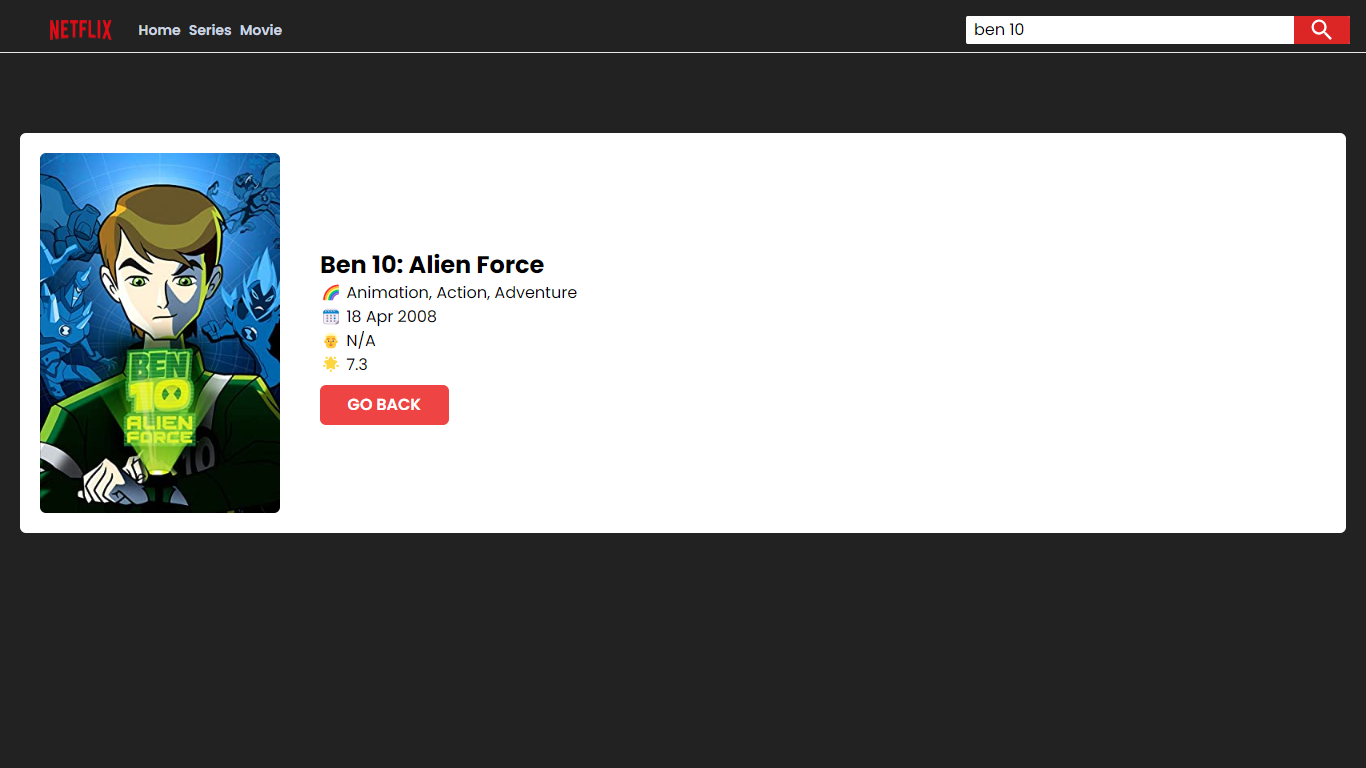 NETFLIX Home Series Movie ben 10
Ben 10: Alien Force
Animation, Action, Adventure
18 Apr 2008
N/A
7.3
GO BACK
BEN
10
ALIEN
FORCE
10